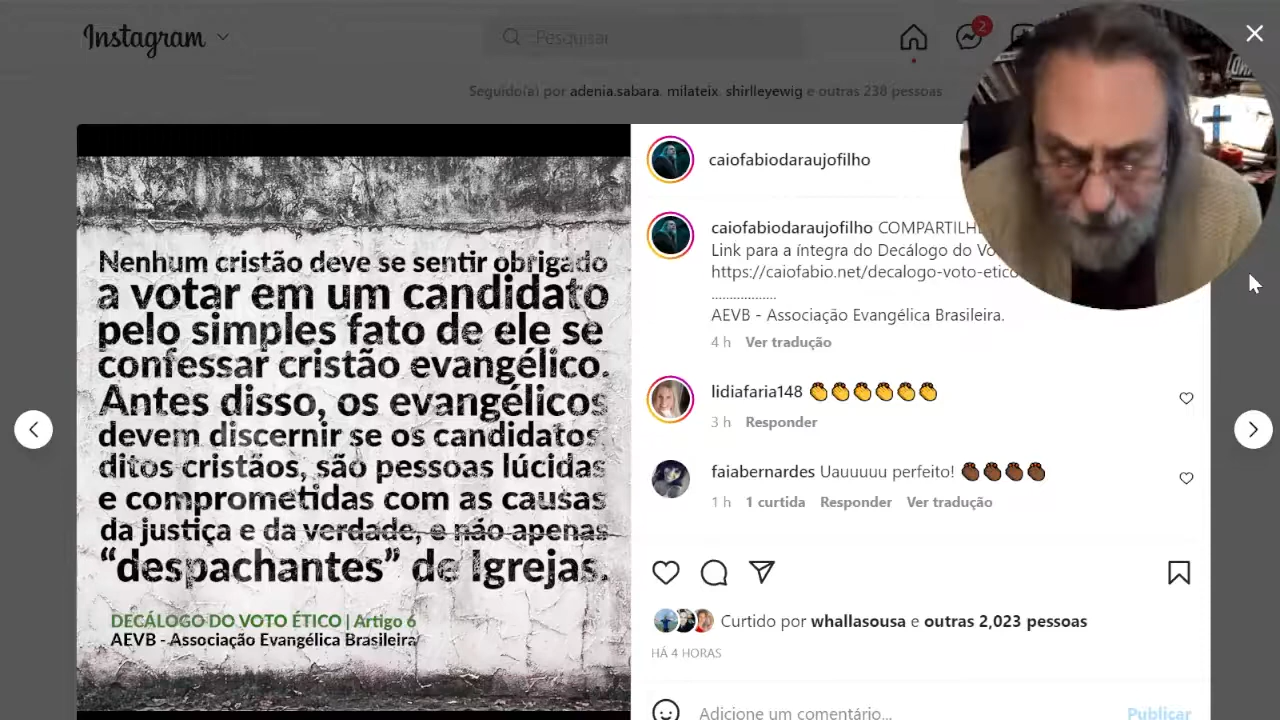 Instagram
Pesquisar
2
Seguido(a) por adenia.sabara, milateix, shirlleyewig e outras 238 pessoas
Nenhum cristão deve se sentir obrigado
a votar em um candidato
pelo simples fato de ele se
confessar cristão evangélico.
Antes disso, os evangélicos
devem discernir se os candidatos,
ditos cristãos, são pessoas lúcidas
e comprometidas com as causas
da justiça e da verdade, e não apenas
“despachantes” de Igrejas.
DECÁLOGO DO VOTO ÉTICO | Artigo 6
AEVB - Associação Evangélica Brasileira
caiofabiodaraujofilho
caiofabiodaraujofilho
Link para a íntegra do Decálogo do
https://caiofabio.net/decalogo-voto-etico
..................
AEVB - Associação Evangélica Brasileira.
4 h Ver tradução
lidiafaria148 👏👏👏👏👏👏
3 h Responder
faiabernardes Uauuuuu perfeito! 👏🏾👏🏾👏🏾👏🏾
1 h 1 curtida Responder Ver tradução
Curtido por whallasousa e outras 2,023 pessoas
HÁ 4 HORAS
Adicione um comentário...
Publicar